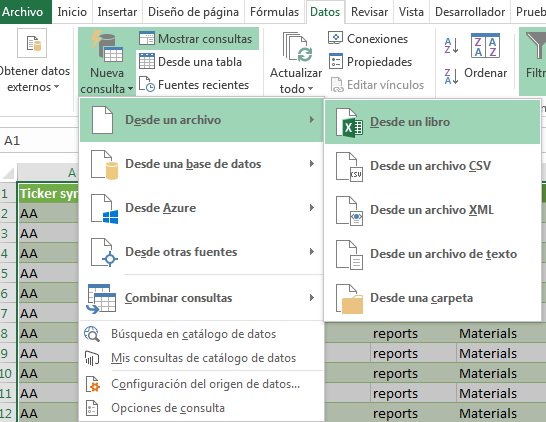 Archivo Inicio Insertar Diseño de página Fórmulas Datos Revisar Vista Desarrollador Prueb
Obtener datos externos
Nueva consulta
Mostrar consultas
Desde una tabla
Fuentes recientes
Actualizar todo
Conexiones
Propiedades
Editar vínculos
Ordenar
Filtr
A1
Desde un archivo
Desde una base de datos
Desde Azure
Desde otras fuentes
Combinar consultas
Búsqueda en catálogo de datos
Mis consultas de catálogo de datos
Configuración del origen de datos...
Opciones de consulta
Desde un libro
Desde un archivo CSV
Desde un archivo XML
Desde un archivo de texto
Desde una carpeta
A
1 Ticker syr
2 AA
3 AA
4 AA
5 AA
6 AA
7 AA
8 AA reports Materials
9 AA reports Materials
10 AA reports Materials
11 AA reports Materials
12 AA reports Materials